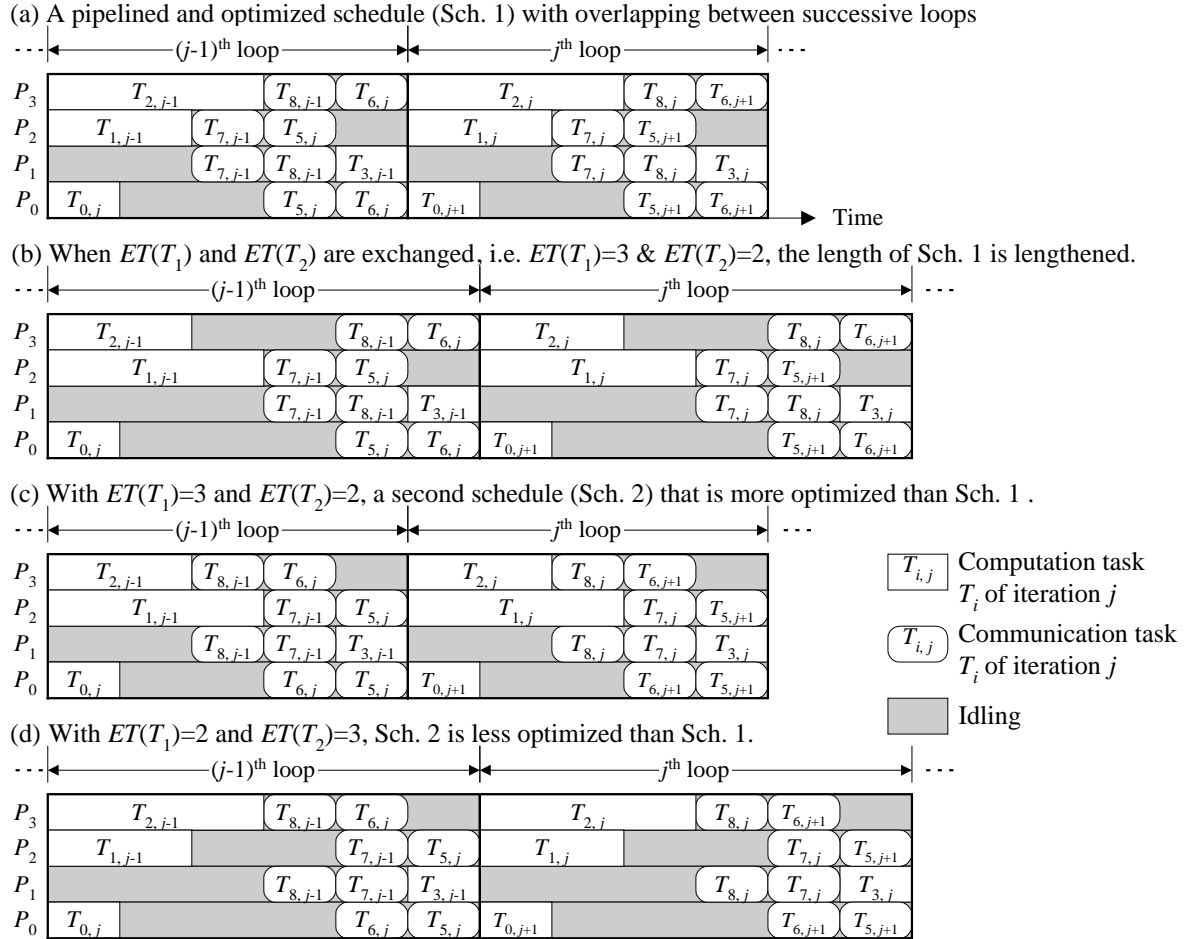 (a) A pipelined and optimized schedule (Sch. 1) with overlapping between successive loops
(j-1)th loop jth loop
P3 T2, j-1 T8, j-1 T6, j T2, j T8, j T6, j+1
P2 T1, j-1 T7, j-1 T5, j T1, j T7, j T5, j+1
P1 T7, j-1 T8, j-1 T3, j-1 T7, j T8, j T3, j
P0 T0, j T5, j T6, j T0, j+1 T5, j+1 T6, j+1
Time
(b) When ET(T1) and ET(T2) are exchanged, i.e. ET(T1)=3 & ET(T2)=2, the length of Sch. 1 is lengthened.
(j-1)th loop jth loop
P3 T2, j-1 T8, j-1 T6, j T2, j T8, j T6, j+1
P2 T1, j-1 T7, j-1 T5, j T1, j T7, j T5, j+1
P1 T7, j-1 T8, j-1 T3, j-1 T7, j T8, j T3, j
P0 T0, j T5, j T6, j T0, j+1 T5, j+1 T6, j+1
(c) With ET(T1)=3 and ET(T2)=2, a second schedule (Sch. 2) that is more optimized than Sch. 1 .
(j-1)th loop jth loop
P3 T2, j-1 T8, j-1 T6, j T2, j T8, j T6, j+1
P2 T1, j-1 T7, j-1 T5, j T1, j T7, j T5, j+1
P1 T8, j-1 T7, j-1 T3, j-1 T8, j T7, j T3, j
P0 T0, j T6, j T5, j T0, j+1 T6, j+1 T5, j+1
Ti, j Computation task
Ti of iteration j
Ti, j Communication task
Ti of iteration j
Idling
(d) With ET(T1)=2 and ET(T2)=3, Sch. 2 is less optimized than Sch. 1.
(j-1)th loop jth loop
P3 T2, j-1 T8, j-1 T6, j T2, j T8, j T6, j+1
P2 T1, j-1 T7, j-1 T5, j T1, j T7, j T5, j+1
P1 T8, j-1 T7, j-1 T3, j-1 T8, j T7, j T3, j
P0 T0, j T6, j T5, j T0, j+1 T6, j+1 T5, j+1